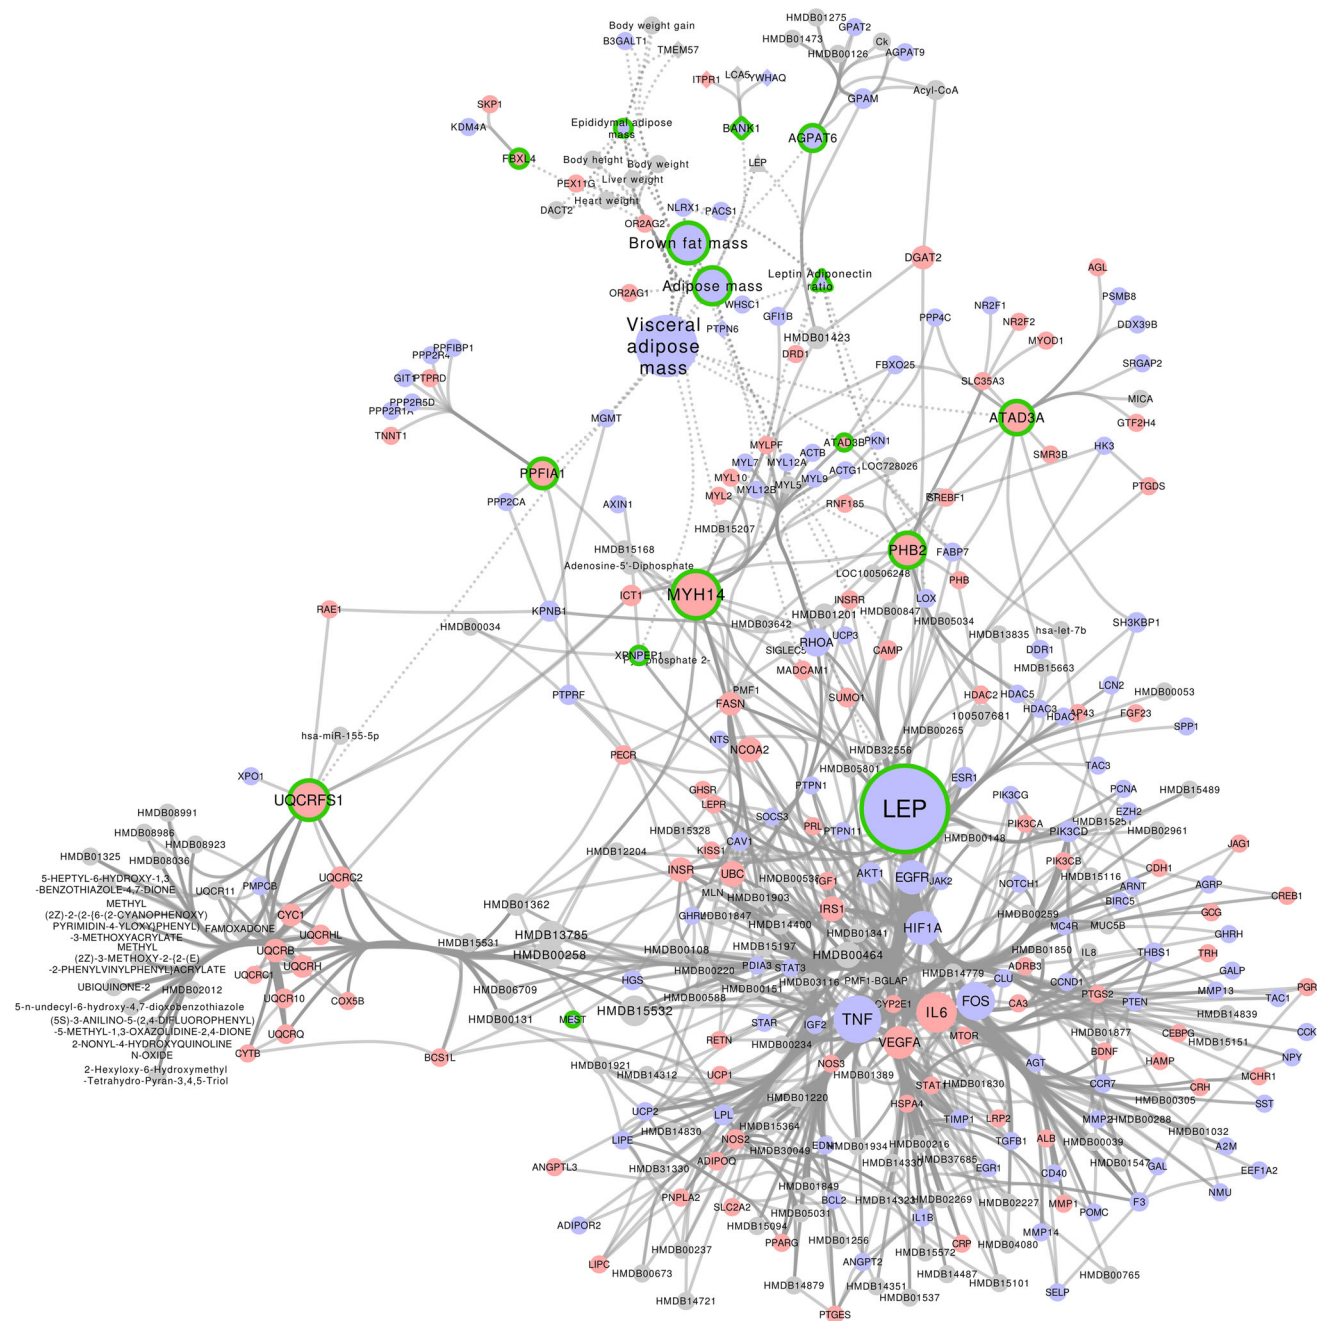 HMDB01275
Body weight gain
GPAT2
B3GALT1
HMDB01473
Ck
TMEM57
HMDB00126
AGPAT9
ITPR1
LCA5
YWHAQ
Acyl-CoA
GPAM
SKP1
KDM4A
Epididymal adipose
mass
BANK1
AGPAT6
FBXL4
Body height
Body weight
LEP
PEX11G
Liver weight
Heart weight
DACT2
NLRX1
PACS1
OR2AG2
Brown fat mass
DGAT2
AGL
Leptin Adiponectin
ratio
Adipose mass
OR2AG1
WHSC1
PSMB8
NR2F1
GFI1B
PPP4C
NR2F2
DDX39B
PTPN6
Visceral
adipose
mass
HMDB01423
MYOD1
PPFIBP1
PPP2R4
DRD1
FBXO25
SRGAP2
GIT1
PTPRD
SLC35A3
MICA
PPP2R5D
PPP2R1A
MGMT
ATAD3A
GTF2H4
TNNT1
MYLPF
ATAD3B
PKN1
HK3
SMR3B
ACTB
MYL7
MYL12A
LOC728026
ACTG1
PPFIA1
MYL10
MYL5
MYL9
MYL12B
PTGDS
MYL2
SREBF1
PPP2CA
AXIN1
RNF185
HMDB15207
HMDB15168
PHB2
FABP7
Adenosine-5'-Diphosphate
LOC100506248
PHB
MYH14
ICT1
INSRR
LOX
RAE1
KPNB1
HMDB01201
HMDB00847
HMDB05034
HMDB00034
HMDB03642
SH3KBP1
hsa-let-7b
HMDB13835
RHOA
UCP3
SIGLEC5
CAMP
DDR1
XPNPEP1
HMDB15663
MADCAM1
LCN2
HMDB00053
PTPRF
PMF1
SUMO1
HDAC2
HDAC5
FASN
HDAC3
HDAC1
AP43
FGF23
100507681
SPP1
HMDB00265
hsa-miR-155-5p
NTS
NCOA2
HMDB32556
PECR
TAC3
XPO1
HMDB05801
ESR1
PTPN1
GHSR
LEPR
PIK3CG
PCNA
HMDB15489
UQCRFS1
LEP
EZH2
HMDB08991
SOCS3
PIK3CA
HMDB15251
PRL
PTPN11
PIK3CD
HMDB02961
HMDB08986
HMDB15328
CAV1
HMDB00148
HMDB08923
KISS1
JAG1
HMDB12204
HMDB01325
HMDB08036
INSR
UBC
HMDB00538
AKT1
EGFR
JAK2
PIK3CB
HMDB15116
CDH1
5-HEPTYL-6-HYDROXY-1,3
-BENZOTHIAZOLE-4,7-DIONE
UQCRC2
IGF1
NOTCH1
ARNT
AGRP
UQCR11
PMPCB
MLN
HMDB01903
BIRC5
CREB1
METHYL
(2Z)-2-(2-{6-(2-CYANOPHENOXY)
PYRIMIDIN-4-YLOXY}PHENYL)
-3-METHOXYACRYLATE
HMDB01362
IRS1
CYC1
GHRL
HMDB01847
HMDB00259
GCG
HMDB14400
MC4R
MUC5B
FAMOXADONE
HIF1A
GHRH
HMDB13785
HMDB01341
UQCRHL
HMDB15531
METHYL
(2Z)-3-METHOXY-2-{2-(E)
-2-PHENYLVINYLPHENYL}ACRYLATE
UQCRB
HMDB00258
HMDB00108
HMDB15197
HMDB00464
HMDB01850
IL8
THBS1
TRH
UQCRH
PDIA3
STAT3
ADRB3
HMDB00220
GALP
UQCRC1
HGS
HMDB03116
PMF1-BGLAP
HMDB14779
CLU
CCND1
PGR
UBIQUINONE-2
HMDB02012
HMDB06709
HMDB00151
PTGS2
MMP13
UQCR10
COX5B
HMDB00588
CYP2E1
FOS
CA3
PTEN
TAC1
5-n-undecyl-6-hydroxy-4,7-dioxobenzothiazole
HMDB15532
IL6
HMDB14839
(5S)-3-ANILINO-5-(2,4-DIFLUOROPHENYL)
-5-METHYL-1,3-OXAZOLIDINE-2,4-DIONE
HMDB00131
MEST
STAR
IGF2
TNF
HMDB01877
CCK
UQCRQ
RETN
HMDB00234
VEGFA
MTOR
CEBPG
HMDB15151
2-NONYL-4-HYDROXYQUINOLINE
N-OXIDE
CYTB
BCS1L
BDNF
NPY
HMDB01921
NOS3
AGT
HAMP
2-Hexyloxy-6-Hydroxymethyl
-Tetrahydro-Pyran-3,4,5-Triol
HMDB14312
UCP1
HMDB01389
STAT1
HMDB01830
CCR7
CRH
MCHR1
HMDB01220
HMDB00305
UCP2
LPL
HSPA4
SST
TIMP1
LRP2
MMP2
HMDB00288
HMDB15364
HMDB14830
HMDB01032
LIPE
NOS2
EDN1
HMDB01934
HMDB00216
TGFB1
ALB
HMDB00039
A2M
HMDB30049
ANGPTL3
HMDB31330
ADIPOQ
HMDB14330
HMDB37685
EGR1
CD40
HMDB01547
GAL
EEF1A2
HMDB01849
PNPLA2
NMU
SLC2A2
BCL2
HMDB14323
HMDB02269
HMDB02227
MMP1
F3
HMDB05031
POMC
ADIPOR2
HMDB15094
IL1B
MMP14
PPARG
HMDB01256
CRP
HMDB04080
HMDB00237
HMDB15572
LIPC
ANGPT2
HMDB00673
HMDB14487
HMDB00765
HMDB14879
HMDB14351
HMDB15101
HMDB14721
HMDB01537
SELP
PTGES